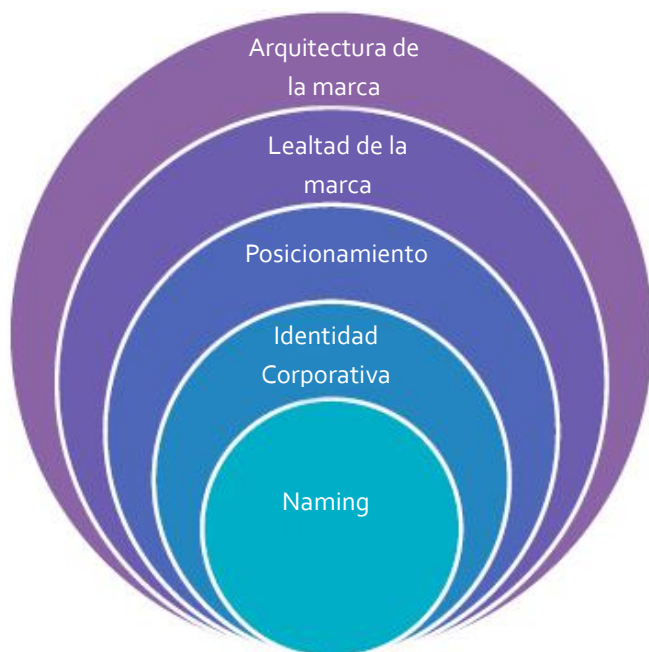 Arquitectura de
la marca
Lealtad de la
marca
Posicionamiento
Identidad
Corporativa
Naming